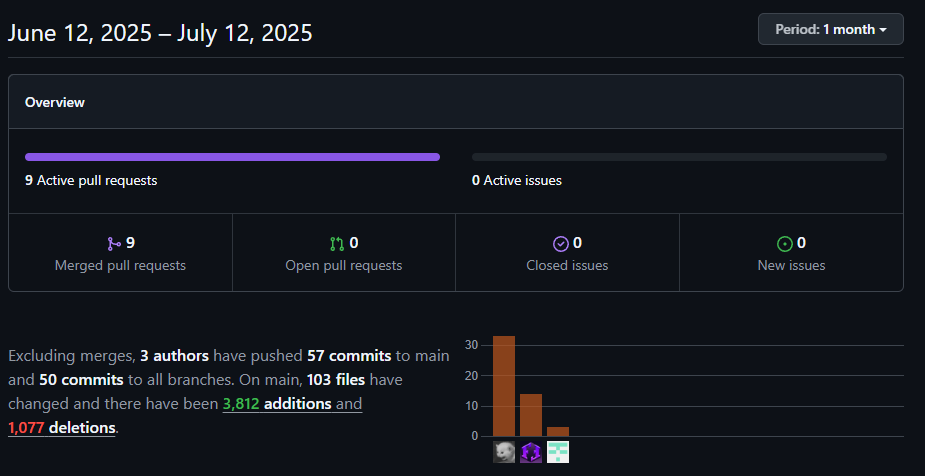 June 12, 2025 – July 12, 2025
Period: 1 month
Overview
9 Active pull requests
0 Active issues
9
Merged pull requests
0
Open pull requests
0
Closed issues
0
New issues
Excluding merges, 3 authors have pushed 57 commits to main
and 50 commits to all branches. On main, 103 files have
changed and there have been 3,812 additions and
1,077 deletions.
30
20
10
0